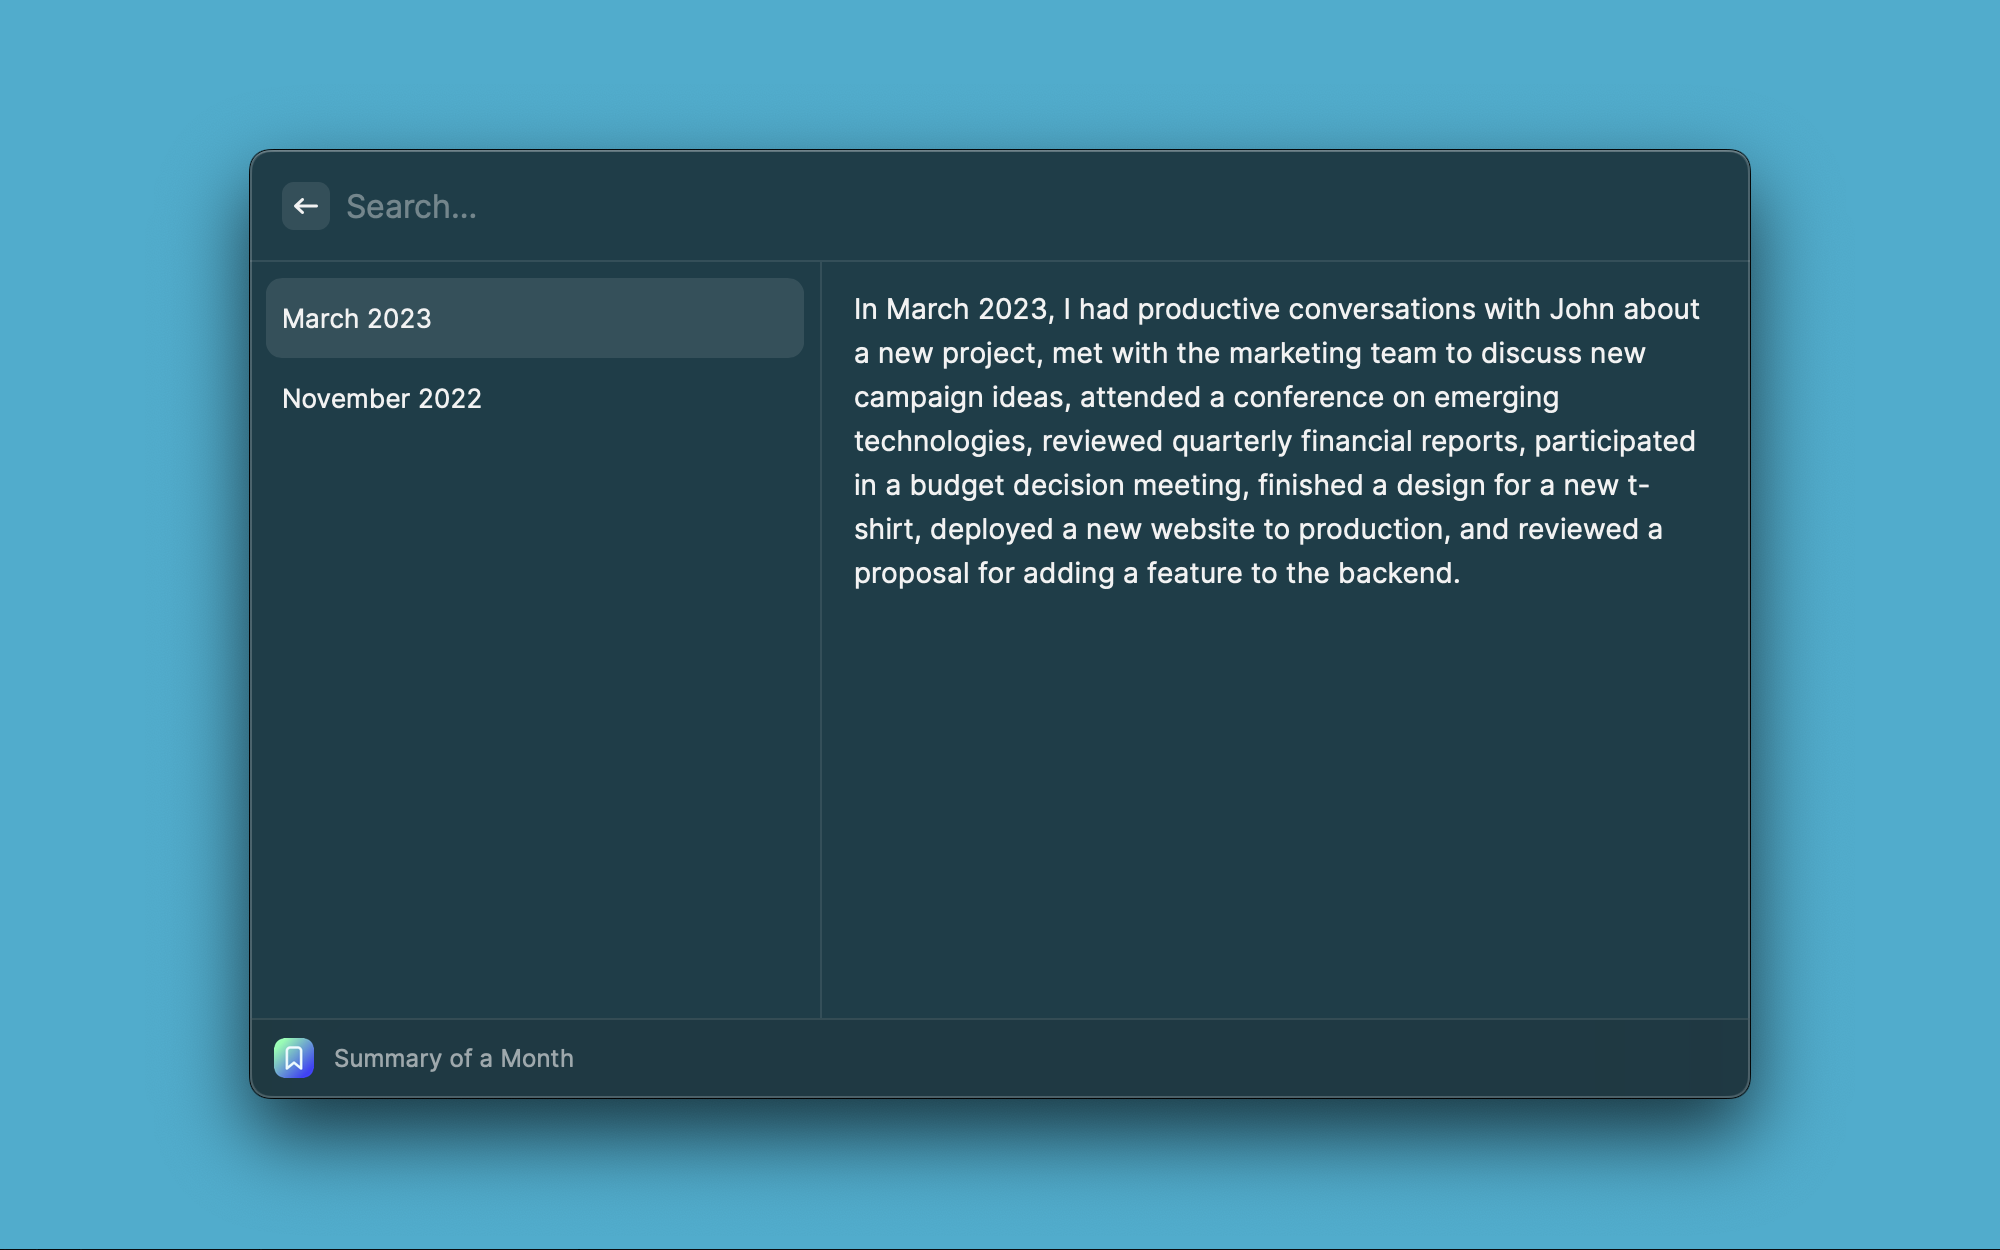 Search...
March 2023
November 2022
In March 2023, I had productive conversations with John about
a new project, met with the marketing team to discuss new
campaign ideas, attended a conference on emerging
technologies, reviewed quarterly financial reports, participated
in a budget decision meeting, finished a design for a new t-
shirt, deployed a new website to production, and reviewed a
proposal for adding a feature to the backend.
Summary of a Month